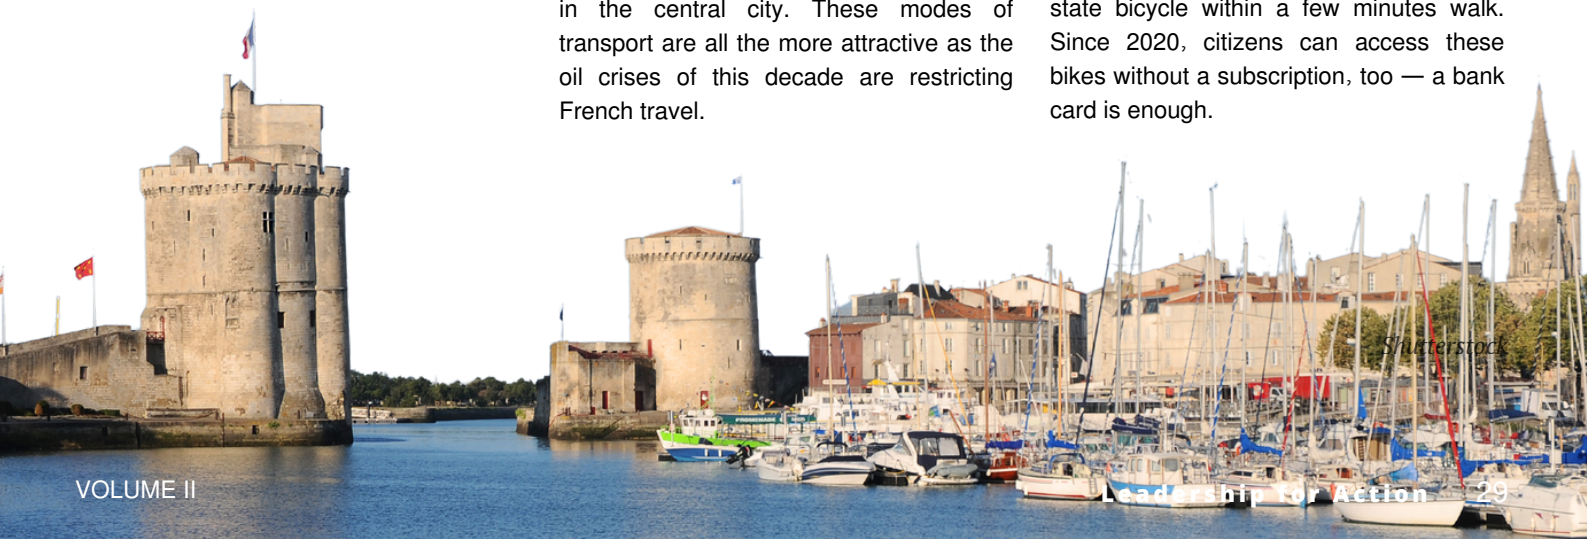 in the central city. These modes of
transport are all the more attractive as the
oil crises of this decade are restricting
French travel.
state bicycle within a few minutes walk.
Since 2020, citizens can access these
bikes without a subscription, too — a bank
card is enough.
Shutterstock
VOLUME II
Leadership for Action
29